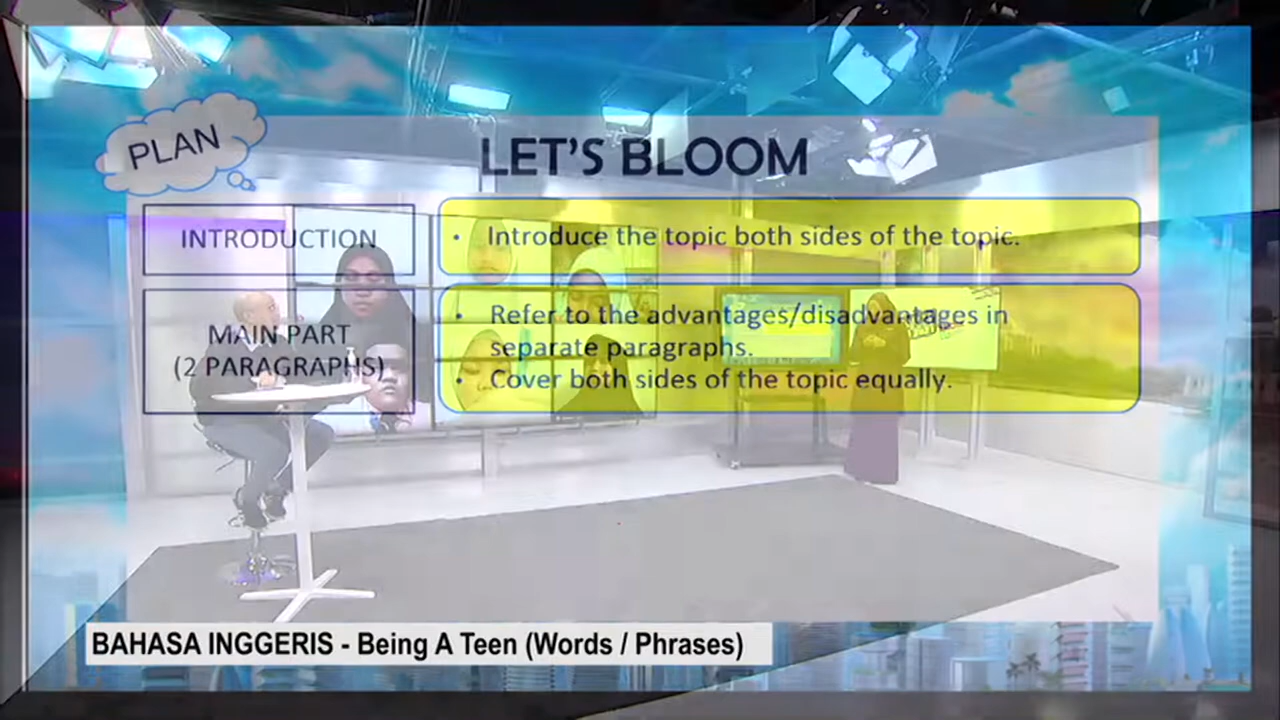 PLAN
LET'S BLOOM
INTRODUCTION
• Introduce the topic both sides of the topic.
MAIN PART
(2 PARAGRAPHS)
• Refer to the advantages/disadvantages in
separate paragraphs.
• Cover both sides of the topic equally.
BAHASA INGGERIS - Being A Teen (Words / Phrases)